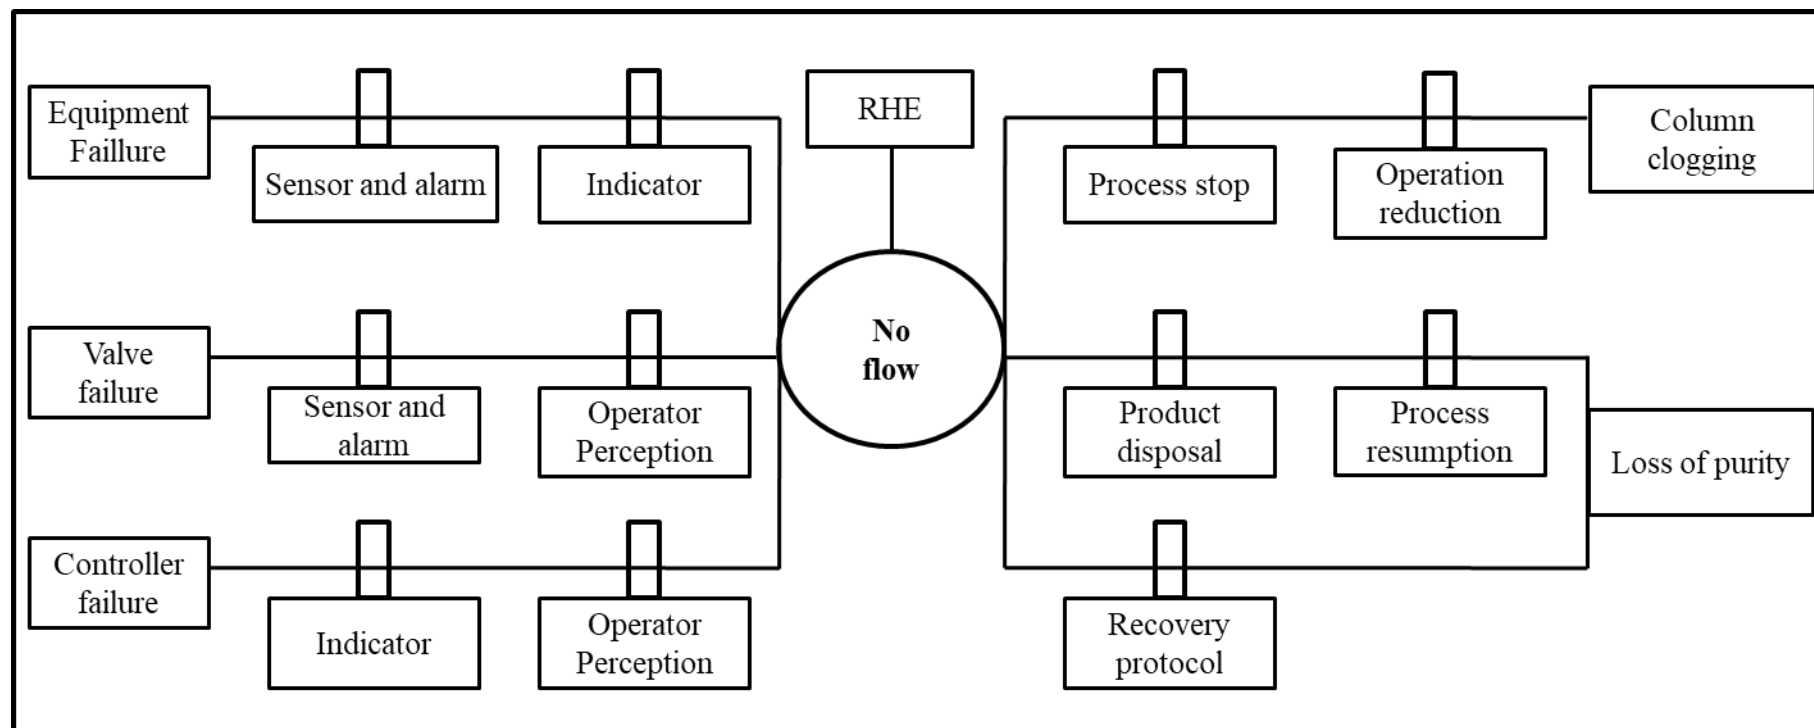 Equipment
Faillure
Sensor and alarm
Indicator
RHE
Process stop
Operation
reduction
Column
clogging
Valve
failure
Sensor and
alarm
Operator
Perception
No
flow
Product
disposal
Process
resumption
Loss of purity
Controller
failure
Indicator
Operator
Perception
Recovery
protocol